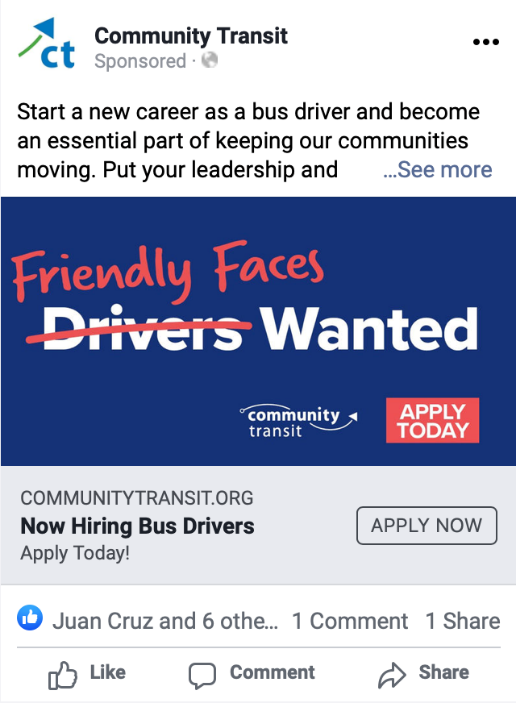 ct
Community Transit
Sponsored ·
Start a new career as a bus driver and become
an essential part of keeping our communities
moving. Put your leadership and ...See more
Friendly Faces
Drivers Wanted
community
transit
APPLY
TODAY
COMMUNITYTRANSIT.ORG
Now Hiring Bus Drivers
Apply Today!
APPLY NOW
Juan Cruz and 6 othe... 1 Comment 1 Share
Like Comment Share